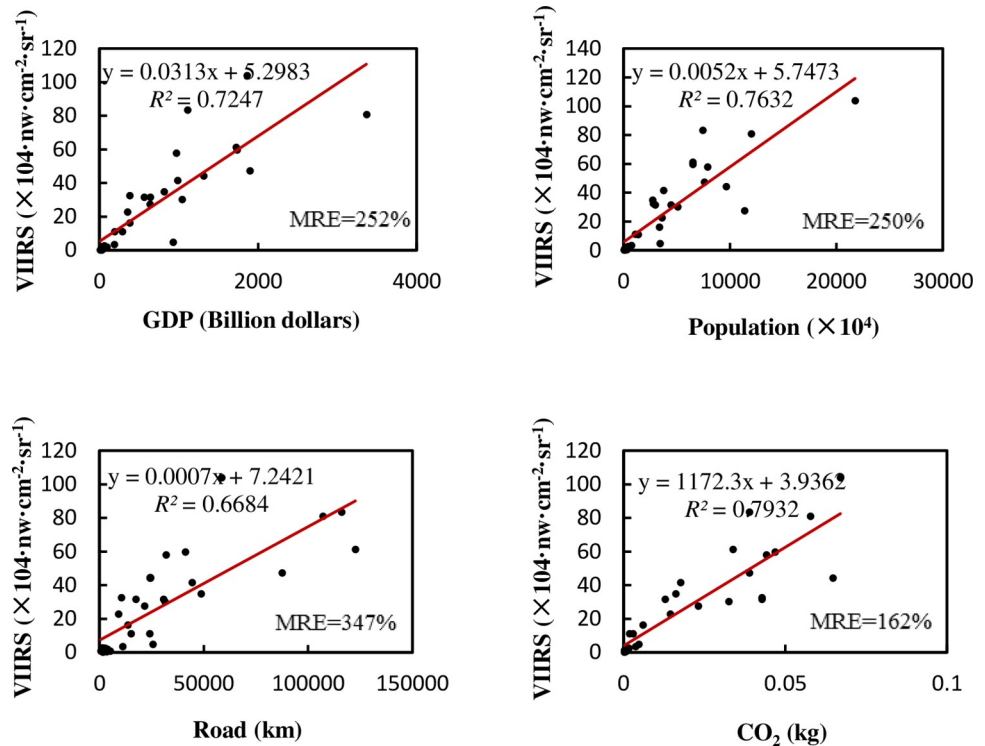 VIIRS (×104·nw·cm⁻²·sr⁻¹)
120
100
80
60
40
20
0
y = 0.0313x + 5.2983
R² = 0.7247
MRE=252%
0 2000 4000
GDP (Billion dollars)
VIIRS (×104·nw·cm⁻²·sr⁻¹)
140
120
100
80
60
40
20
0
y = 0.0052x + 5.7473
R² = 0.7632
MRE=250%
0 10000 20000 30000
Population (×10⁴)
VIIRS (×104·nw·cm⁻²·sr⁻¹)
120
100
80
60
40
20
0
y = 0.0007x + 7.2421
R² = 0.6684
MRE=347%
0 50000 100000 150000
Road (km)
VIIRS (×104·nw·cm⁻²·sr⁻¹)
120
100
80
60
40
20
0
y = 1172.3x + 3.9362
R² = 0.7932
MRE=162%
0 0.05 0.1
CO₂ (kg)